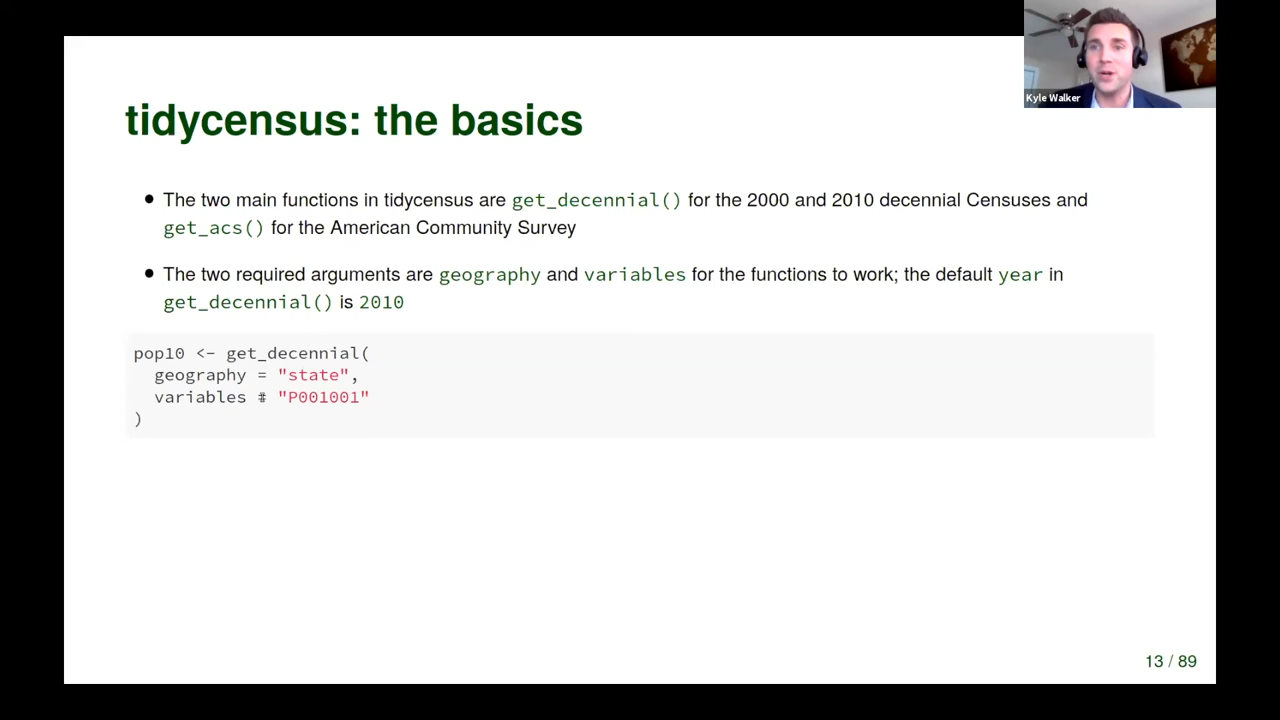 Kyle Walker
tidycensus: the basics
• The two main functions in tidycensus are get_decennial() for the 2000 and 2010 decennial Censuses and
get_acs() for the American Community Survey
• The two required arguments are geography and variables for the functions to work; the default year in
get_decennial() is 2010
pop10 <- get_decennial(
geography = "state",
variables = "P001001"
)
13 / 89